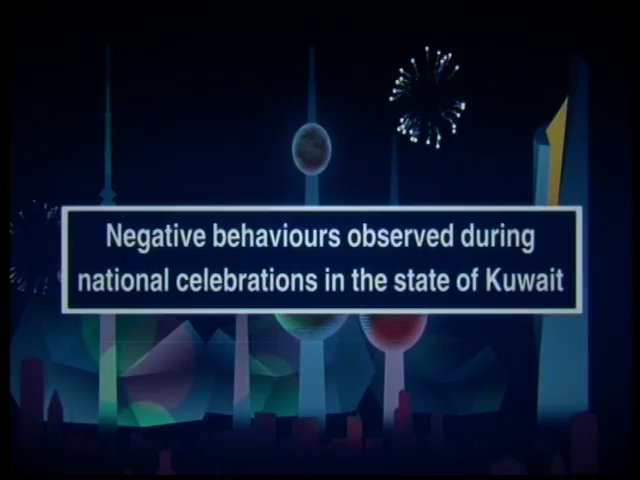 Negative behaviours observed during
national celebrations in the state of Kuwait